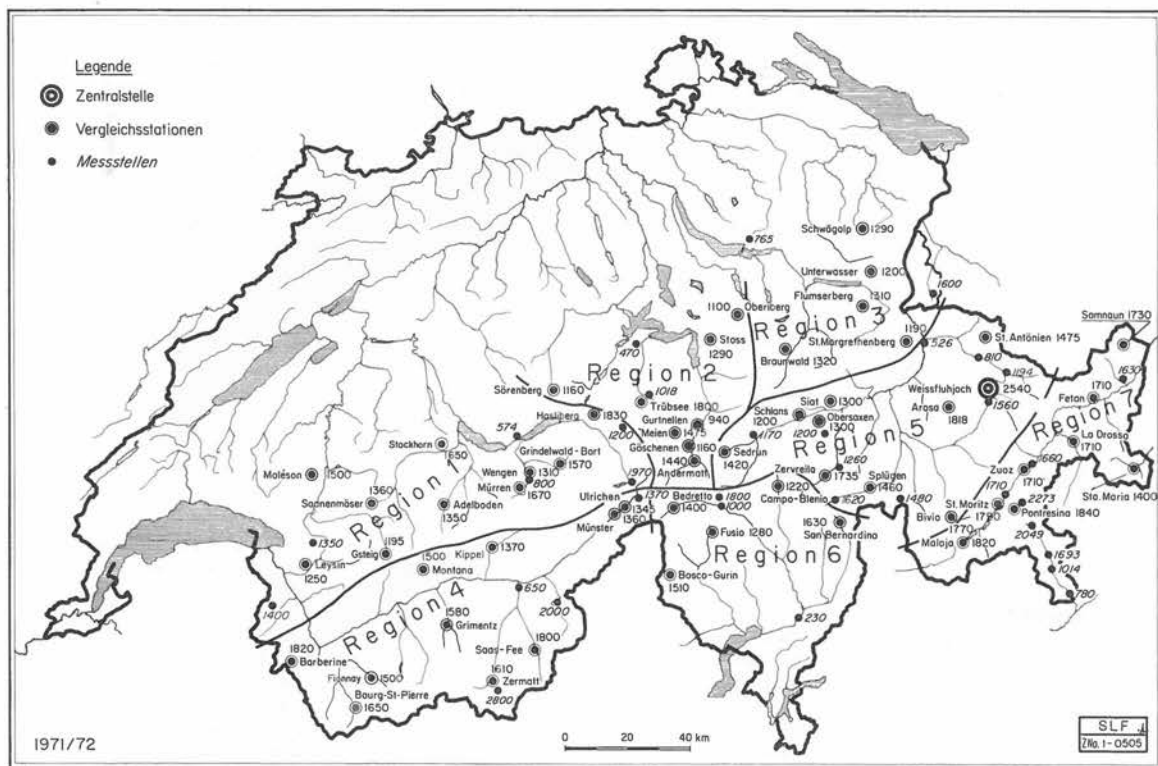 Legende
Zentralstelle
Vergleichsstationen
Messstellen
765
Schwägalp 1290
Unterwasser 1200
1600
Flumserberg 1310
1100 Oberiberg
Region 3
Samnaun 1730
Stoss
1290
1190
St. Margrethenberg
526
St. Antönien 1475
470
Braunwald 1320
810
1194
1630
Region 2
Sörenberg 1160
1018
Trübsee 1800
Weissfluhjoch 2540
1560
1710
Fetan
Region 7
Siat 1300
Arosa
1818
Hasliberg 1830
Gurtnellen 940
Schlans
1200
Obersaxen
1300
1200
574
1200
Meien 1475
1170
Region 5
La Drossa
1710
Stockhorn
1650
Göschenen 1160
Sedrun
1420
1260
Grindelwald-Bort
1570
1440
Andermatt
Zervreila
1735
Zuoz
1710
1660
Moléson 1500
Wengen 1310
800
970
1220
Campo-Blenio
Splügen
1460
1710
Sta. Maria 1400
Mürren
1670
Region 1
1360
Saanenmöser
Adelboden
1350
Ulrichen
1345
1370
Bedretto
1400
1800
1000
1620
1480
St. Moritz
1790
2273
Pontresina 1840
Münster
1360
1630
San Bernardino
Bivio
1770
Maloja 1820
2049
1350
Fusio 1280
Leysin
1250
Gsteig
1195
Kippel 1370
Region 6
1693
1014
1500
Montana
Bosco-Gurin
1510
780
1400
650
2000
230
Region 4
1580
Grimentz
1820
Barberine
Saas-Fee
1800
Fionnay 1500
1610
Zermatt
2800
Bourg-St-Pierre
1650
1971/72
0 20 40 km
SLF
ZNo. 1-0505